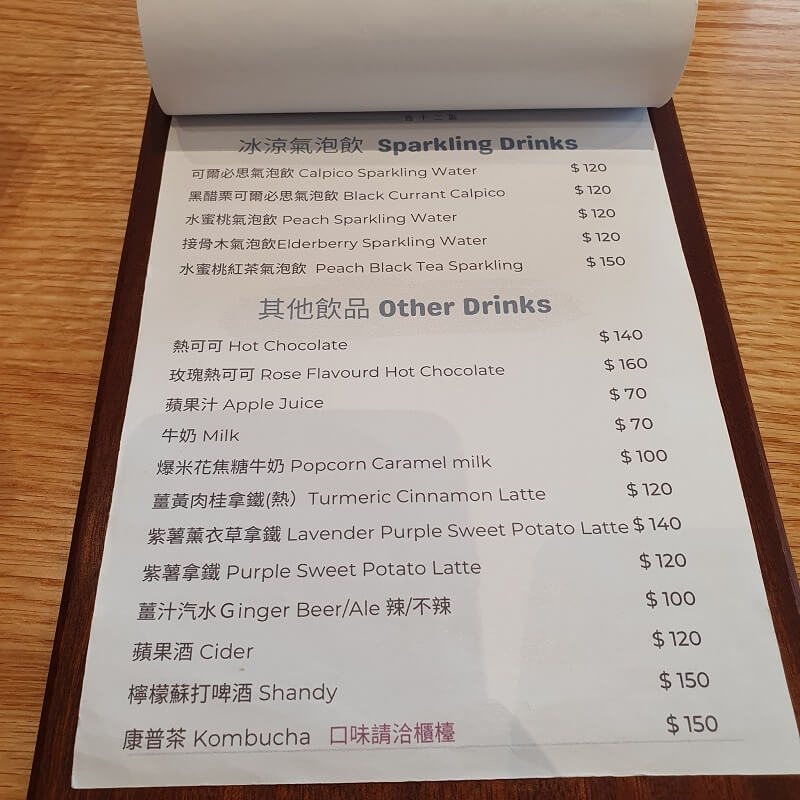 西十二區
冰涼氣泡飲 Sparkling Drinks
可爾必思氣泡飲 Calpico Sparkling Water $ 120
黑醋栗可爾必思氣泡飲 Black Currant Calpico $ 120
水蜜桃氣泡飲 Peach Sparkling Water $ 120
接骨木氣泡飲Elderberry Sparkling Water $ 120
水蜜桃紅茶氣泡飲 Peach Black Tea Sparkling $ 150
其他飲品 Other Drinks
熱可可 Hot Chocolate $ 140
玫瑰熱可可 Rose Flavourd Hot Chocolate $ 160
蘋果汁 Apple Juice $ 70
牛奶 Milk $ 70
爆米花焦糖牛奶 Popcorn Caramel milk $ 100
薑黃肉桂拿鐵(熱) Turmeric Cinnamon Latte $ 120
紫薯薰衣草拿鐵 Lavender Purple Sweet Potato Latte $ 140
紫薯拿鐵 Purple Sweet Potato Latte $ 120
薑汁汽水Ginger Beer/Ale 辣/不辣 $ 100
蘋果酒 Cider $ 120
檸檬蘇打啤酒 Shandy $ 150
康普茶 Kombucha 口味請洽櫃檯 $ 150